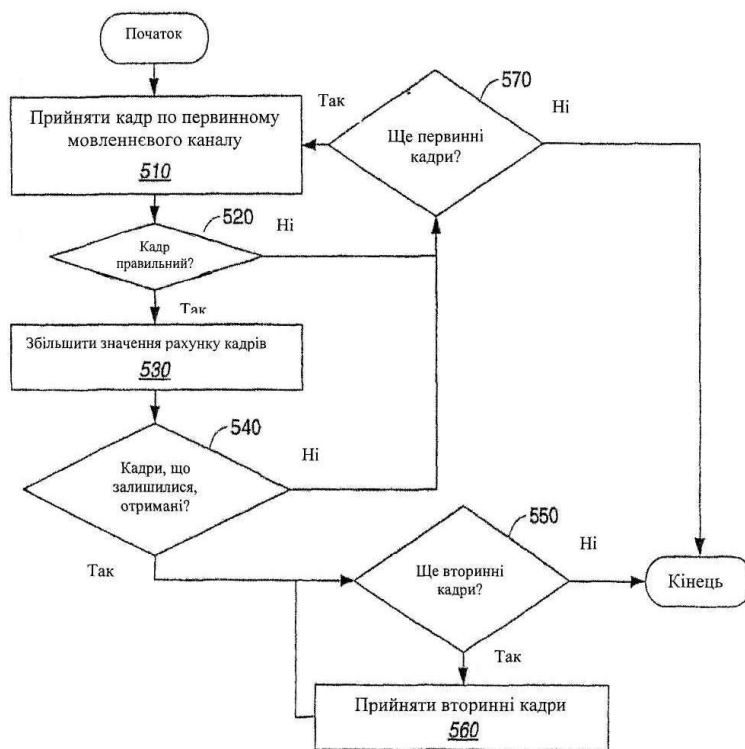 Початок
Прийняти кадр по первинному
мовленнєвого каналу
510
Так
570
Ні
Ще первинні
кадри?
520
Ні
Кадр
правильний?
Так
Збільшити значення рахунку кадрів
530
540
Ні
Кадри, що
залишилися,
отримані?
Так
550
Ні
Ще вторинні
кадри?
Кінець
Так
Прийняти вторинні кадри
560